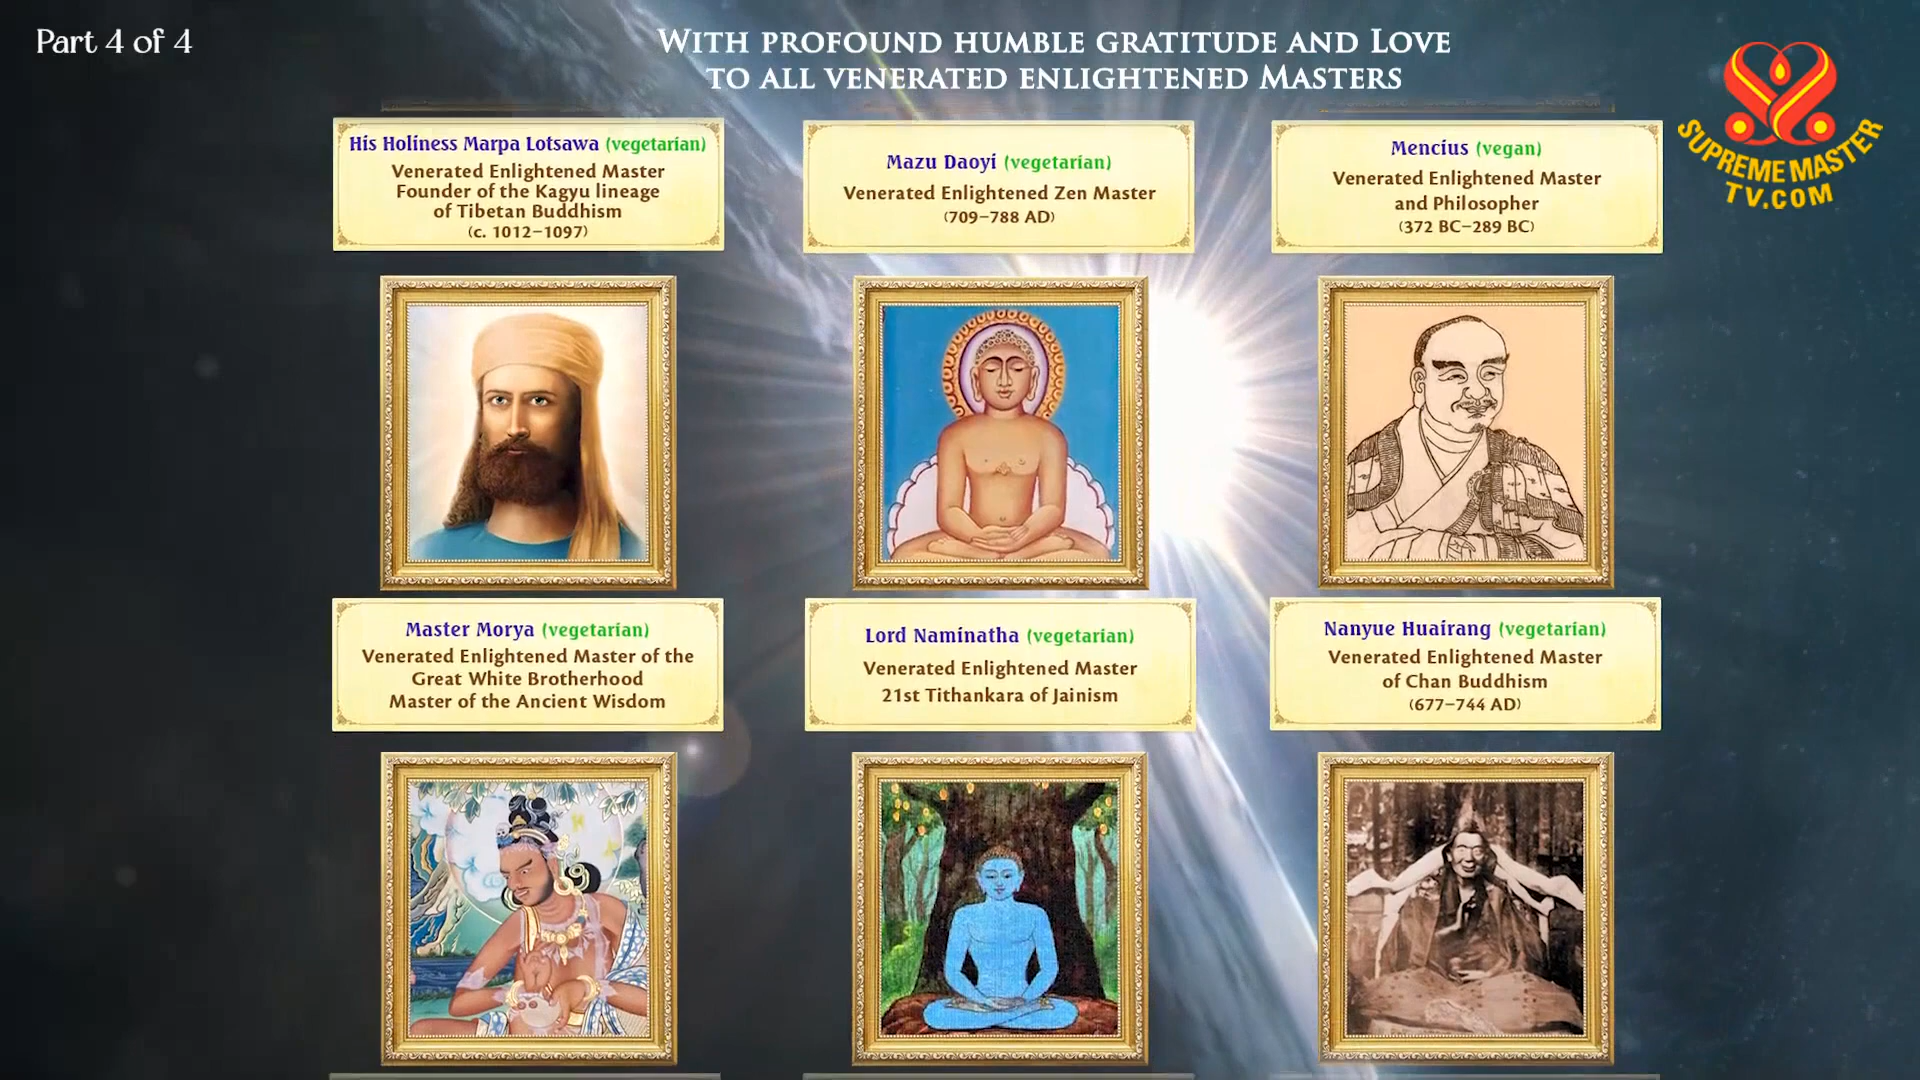 Part 4 of 4
WITH PROFOUND HUMBLE GRATITUDE AND LOVE
TO ALL VENERATED ENLIGHTENED MASTERS
SUPREME MASTER
TV.COM
His Holiness Marpa Lotsawa (vegetarian)
Venerated Enlightened Master
Founder of the Kagyu lineage
of Tibetan Buddhism
(c. 1012–1097)
Mazu Daoyi (vegetarian)
Venerated Enlightened Zen Master
(709–788 AD)
Mencius (vegan)
Venerated Enlightened Master
and Philosopher
(372 BC–289 BC)
Master Morya (vegetarian)
Venerated Enlightened Master of the
Great White Brotherhood
Master of the Ancient Wisdom
Lord Naminatha (vegetarian)
Venerated Enlightened Master
21st Tithankara of Jainism
Nanyue Huairang (vegetarian)
Venerated Enlightened Master
of Chan Buddhism
(677–744 AD)